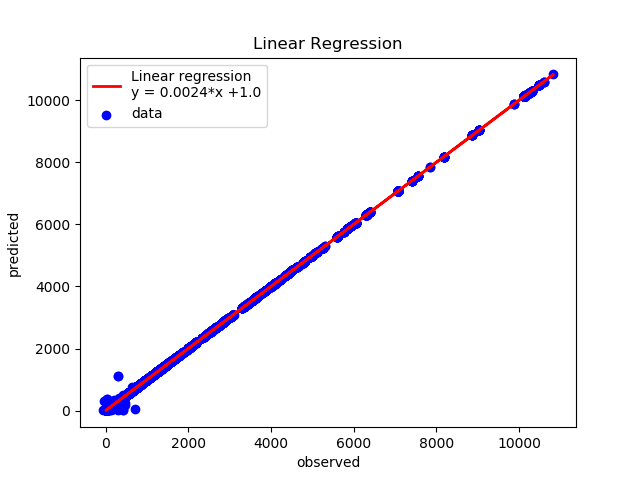 Linear Regression
Linear regression
y = 0.0024*x +1.0
data
10000
8000
6000
4000
2000
0
predicted
0 2000 4000 6000 8000 10000
observed